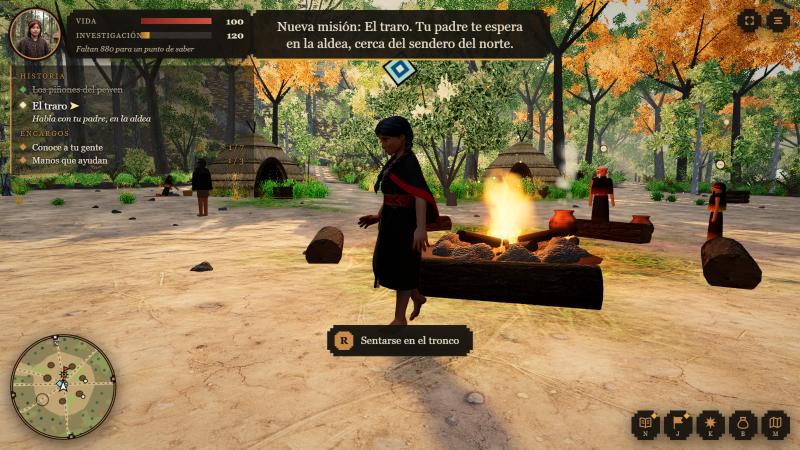 VIDA
100
INVESTIGACIÓN
120
Faltan 880 para un punto de saber
Nueva misión: El traro. Tu padre te espera
en la aldea, cerca del sendero del norte.
HISTORIA
Los piñones del pewen
El traro
Habla con tu padre, en la aldea
ENCARGOS
Conoce a tu gente
Manos que ayudan
R Sentarse en el tronco
N J K B M